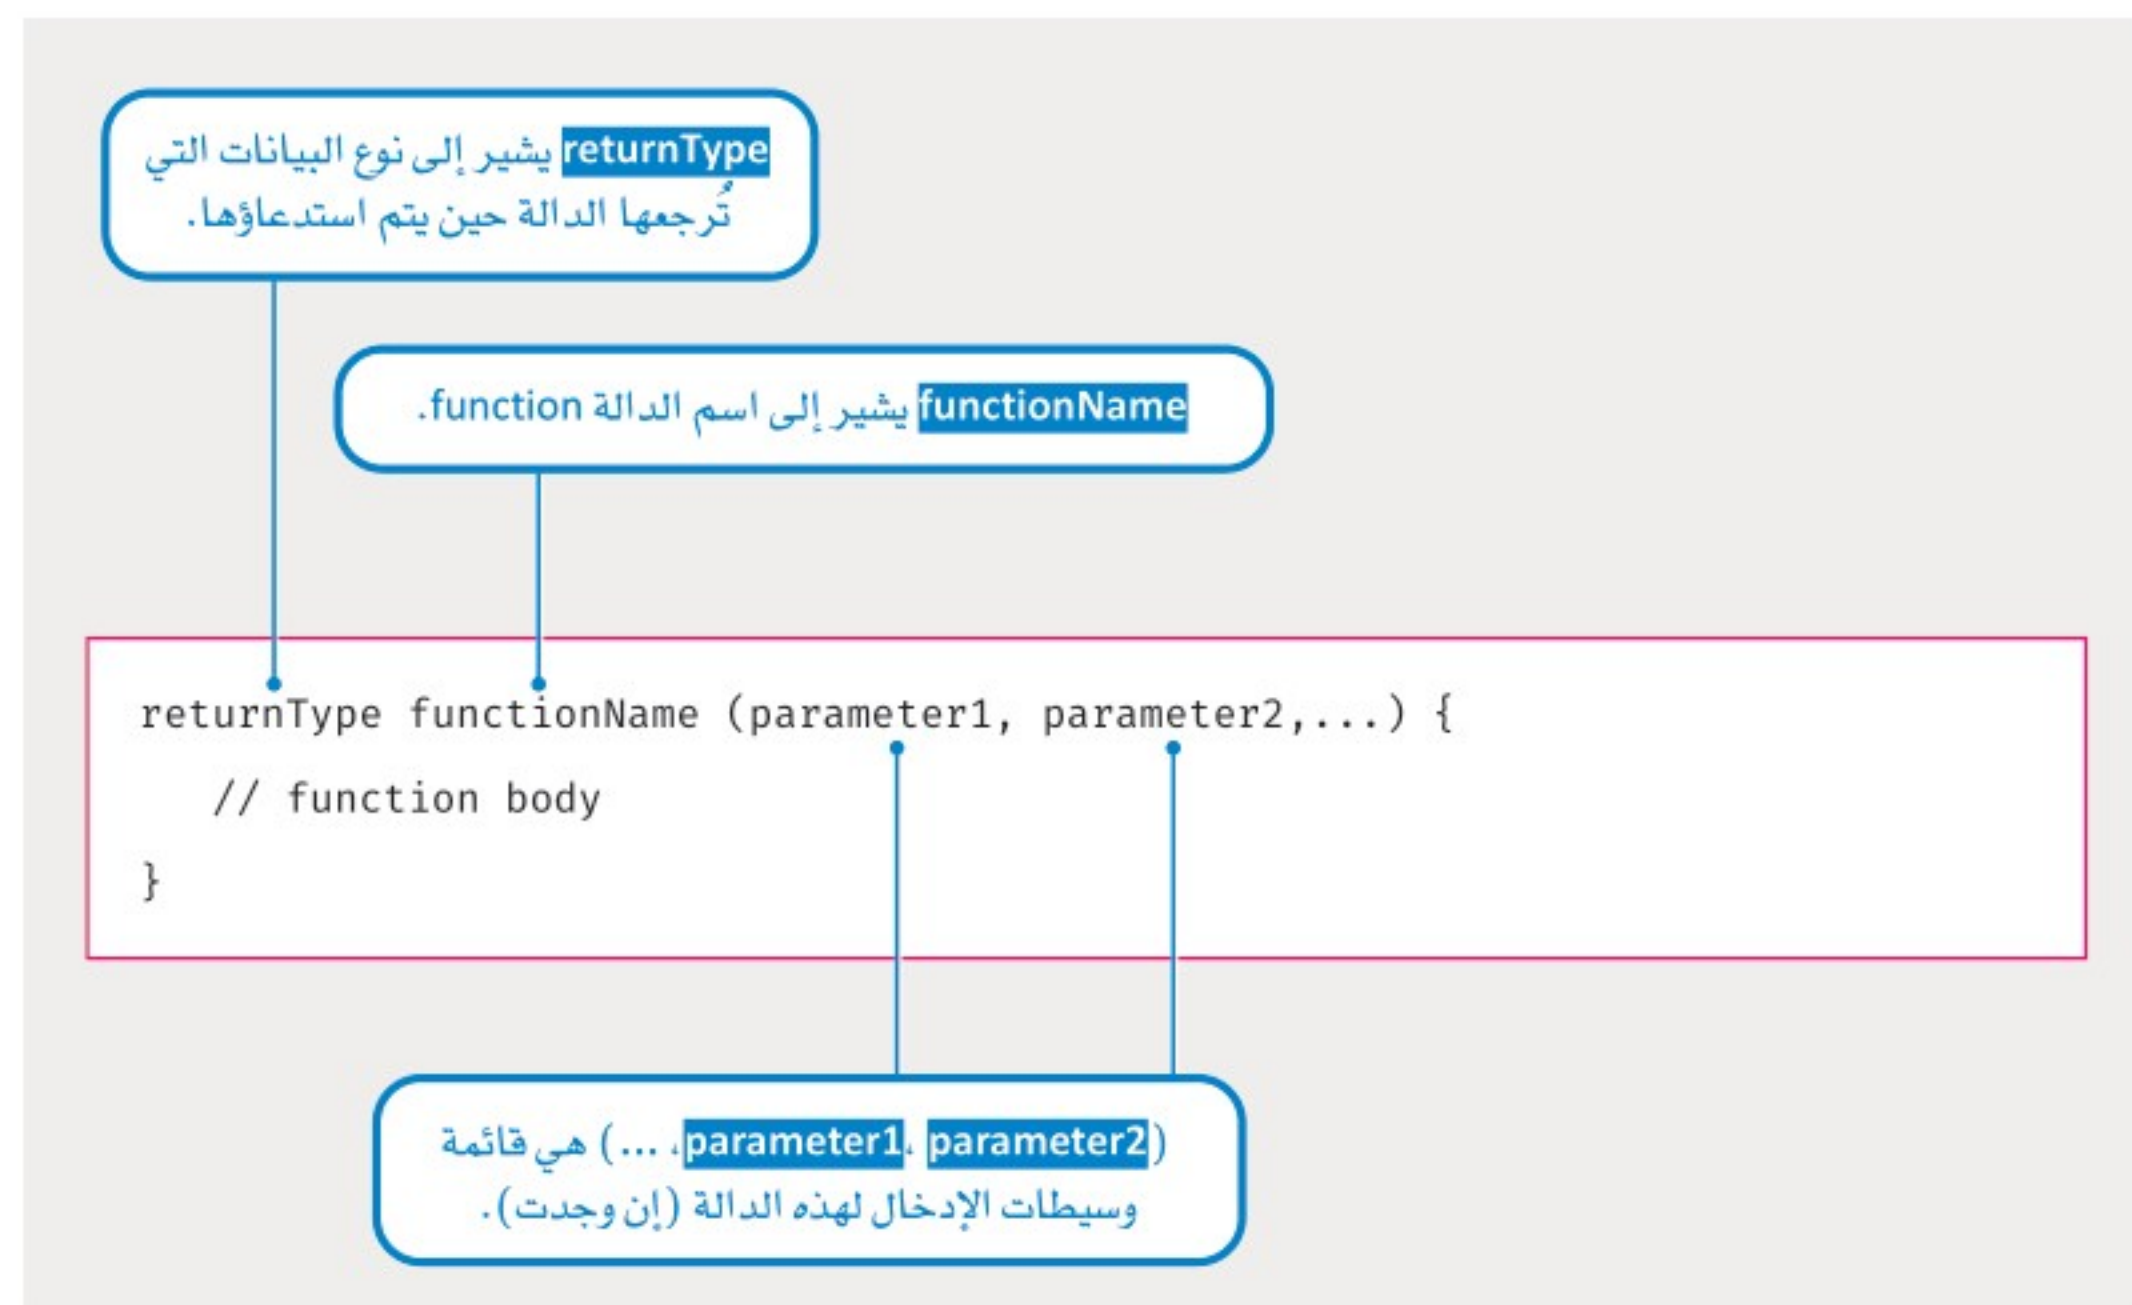 returnType يشير إلى نوع البيانات التي
تُرجعها الدالة حين يتم استدعاؤها.
functionName يشير إلى اسم الدالة function.
returnType functionName (parameter1, parameter2,...) {
// function body
}
(parameter2، parameter1، ...) هي قائمة
وسيطات الإدخال لهذه الدالة (إن وجدت).